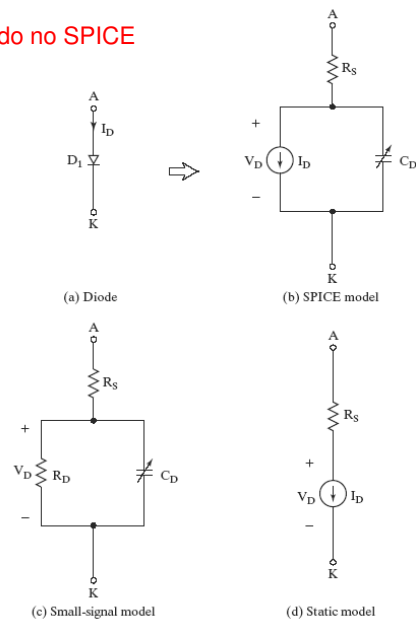 do no SPICE
A
I_D
D_1
K
(a) Diode
A
R_S
+
V_D
I_D
C_D
−
K
(b) SPICE model
A
R_S
+
V_D
R_D
C_D
−
K
(c) Small-signal model
A
R_S
+
V_D
I_D
−
K
(d) Static model